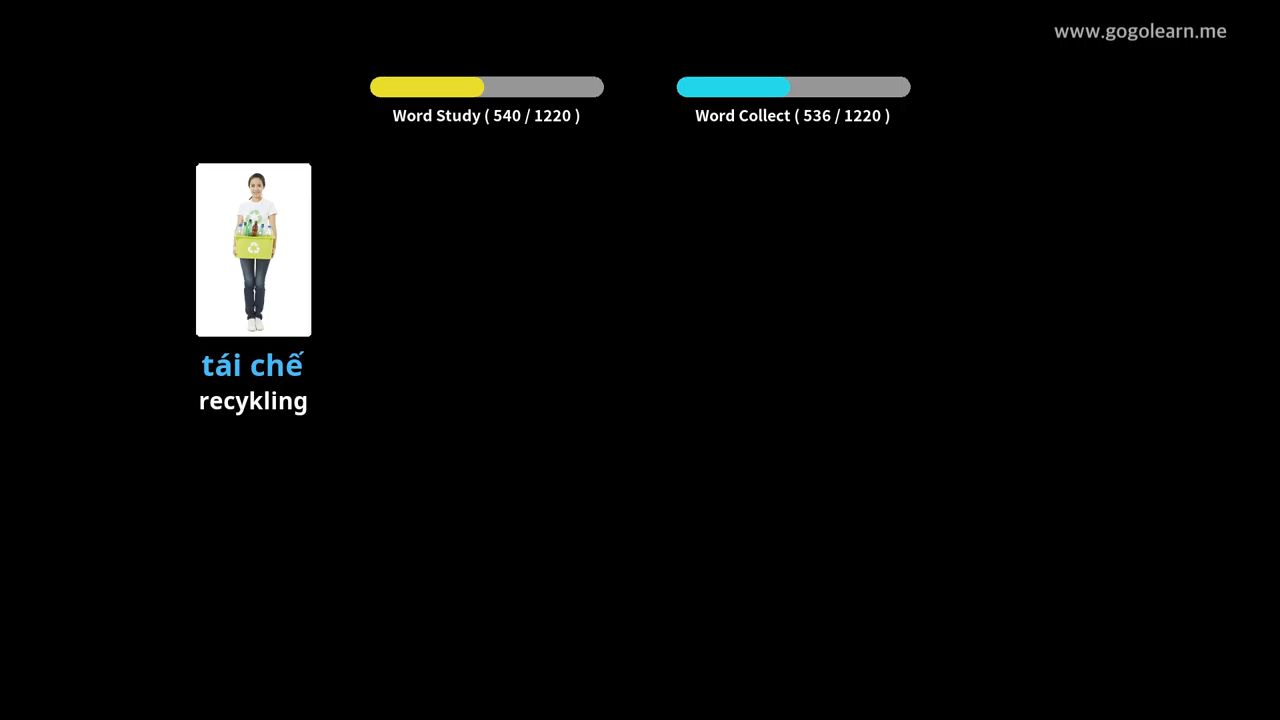 www.gogolearn.me
Word Study ( 540 / 1220 )
Word Collect ( 536 / 1220 )
tái chế
recykling